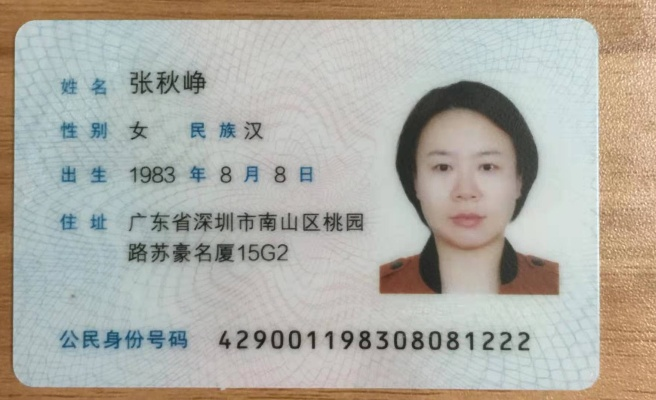 姓名 张秋峥
性别 女 民族 汉
出生 1983 年 8 月 8 日
住址 广东省深圳市南山区桃园
路苏豪名厦15G2
公民身份号码 429001198308081222